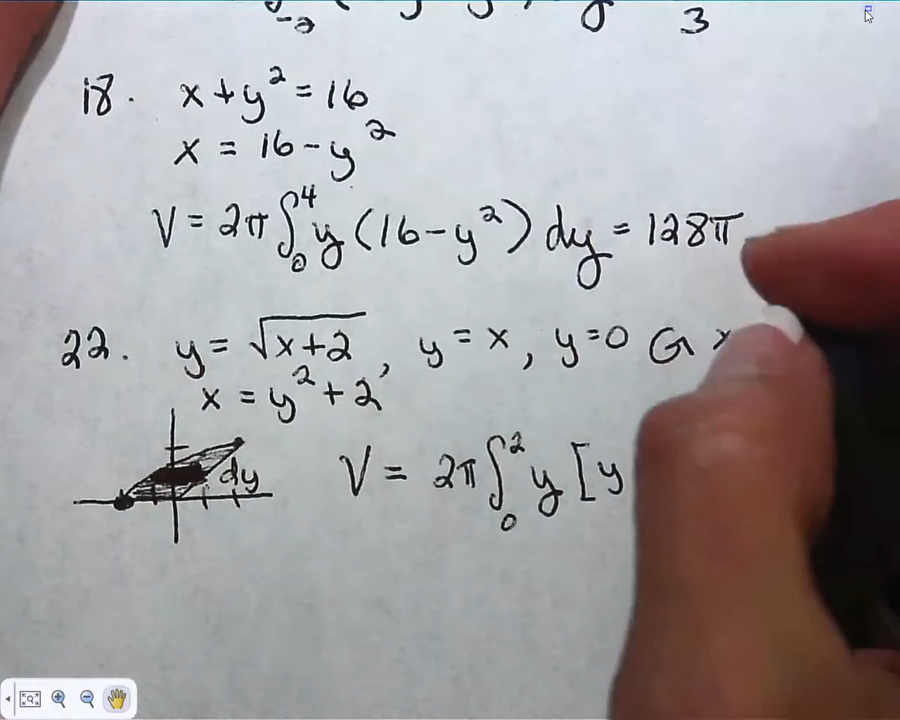 3
18. x + y² = 16
x = 16 - y²
V = 2π ∫₀⁴ y (16 - y²) dy = 128π
22. y = √(x+2), y = x, y = 0 G x
x = y² + 2
dy
V = 2π ∫₀² y [y